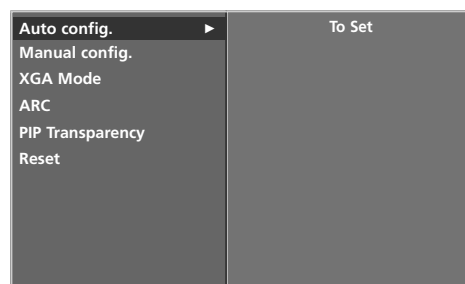 Auto config. ► To Set
Manual config.
XGA Mode
ARC
PIP Transparency
Reset